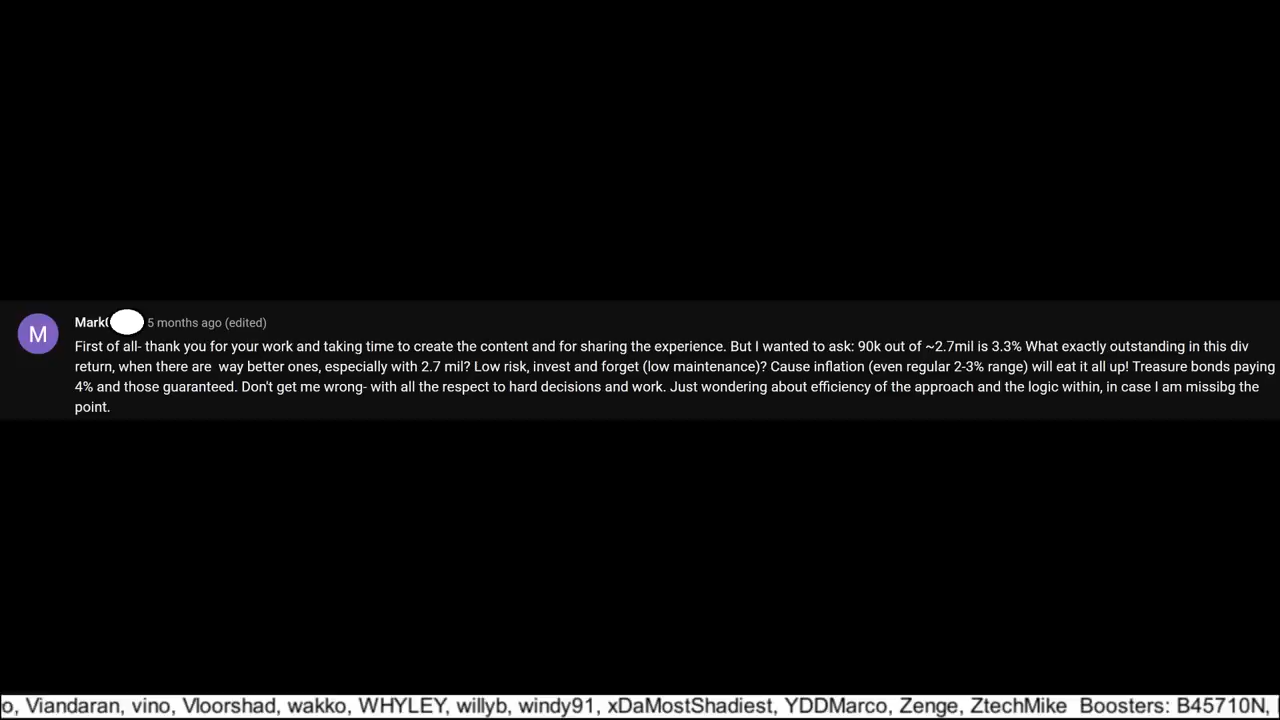 Mark 5 months ago (edited)
First of all- thank you for your work and taking time to create the content and for sharing the experience. But I wanted to ask: 90k out of ~2.7mil is 3.3% What exactly outstanding in this div
return, when there are  way better ones, especially with 2.7 mil? Low risk, invest and forget (low maintenance)? Cause inflation (even regular 2-3% range) will eat it all up! Treasure bonds paying
4% and those guaranteed. Don't get me wrong- with all the respect to hard decisions and work. Just wondering about efficiency of the approach and the logic within, in case I am missibg the
point.
M
o, Viandaran, vino, Vloorshad, wakko, WHYLEY, willyb, windy91, xDaMostShadiest, YDDMarco, Zenge, ZtechMike  Boosters: B45710N,